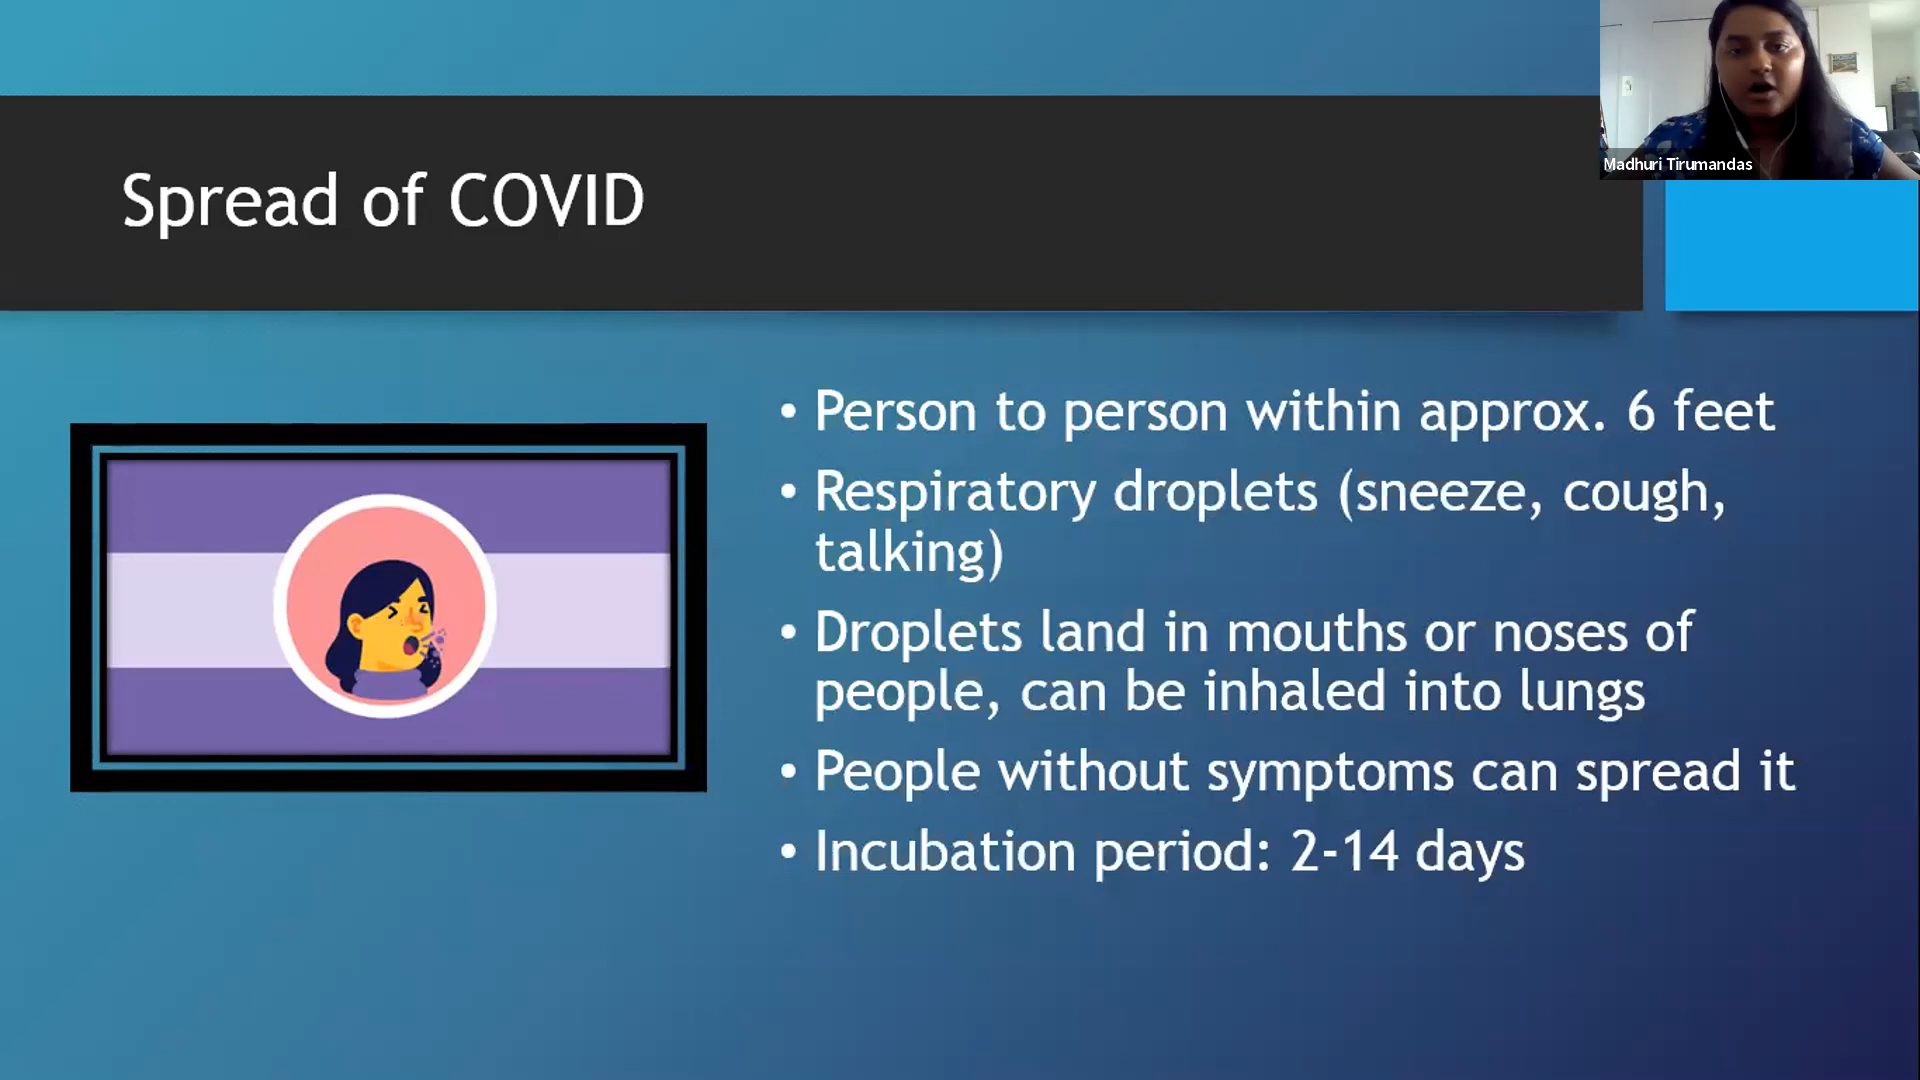 Madhuri Tirumandas
Spread of COVID
• Person to person within approx. 6 feet
• Respiratory droplets (sneeze, cough,
talking)
• Droplets land in mouths or noses of
people, can be inhaled into lungs
• People without symptoms can spread it
• Incubation period: 2-14 days